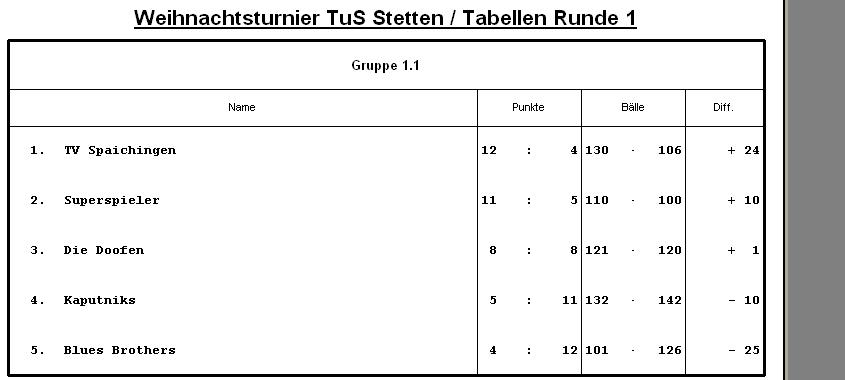 Weihnachtsturnier TuS Stetten / Tabellen Runde 1
Gruppe 1.1
Name Punkte Bälle Diff.
1. TV Spaichingen 12 : 4 130 - 106 + 24
2. Superspieler 11 : 5 110 - 100 + 10
3. Die Doofen 8 : 8 121 - 120 + 1
4. Kaputniks 5 : 11 132 - 142 - 10
5. Blues Brothers 4 : 12 101 - 126 - 25